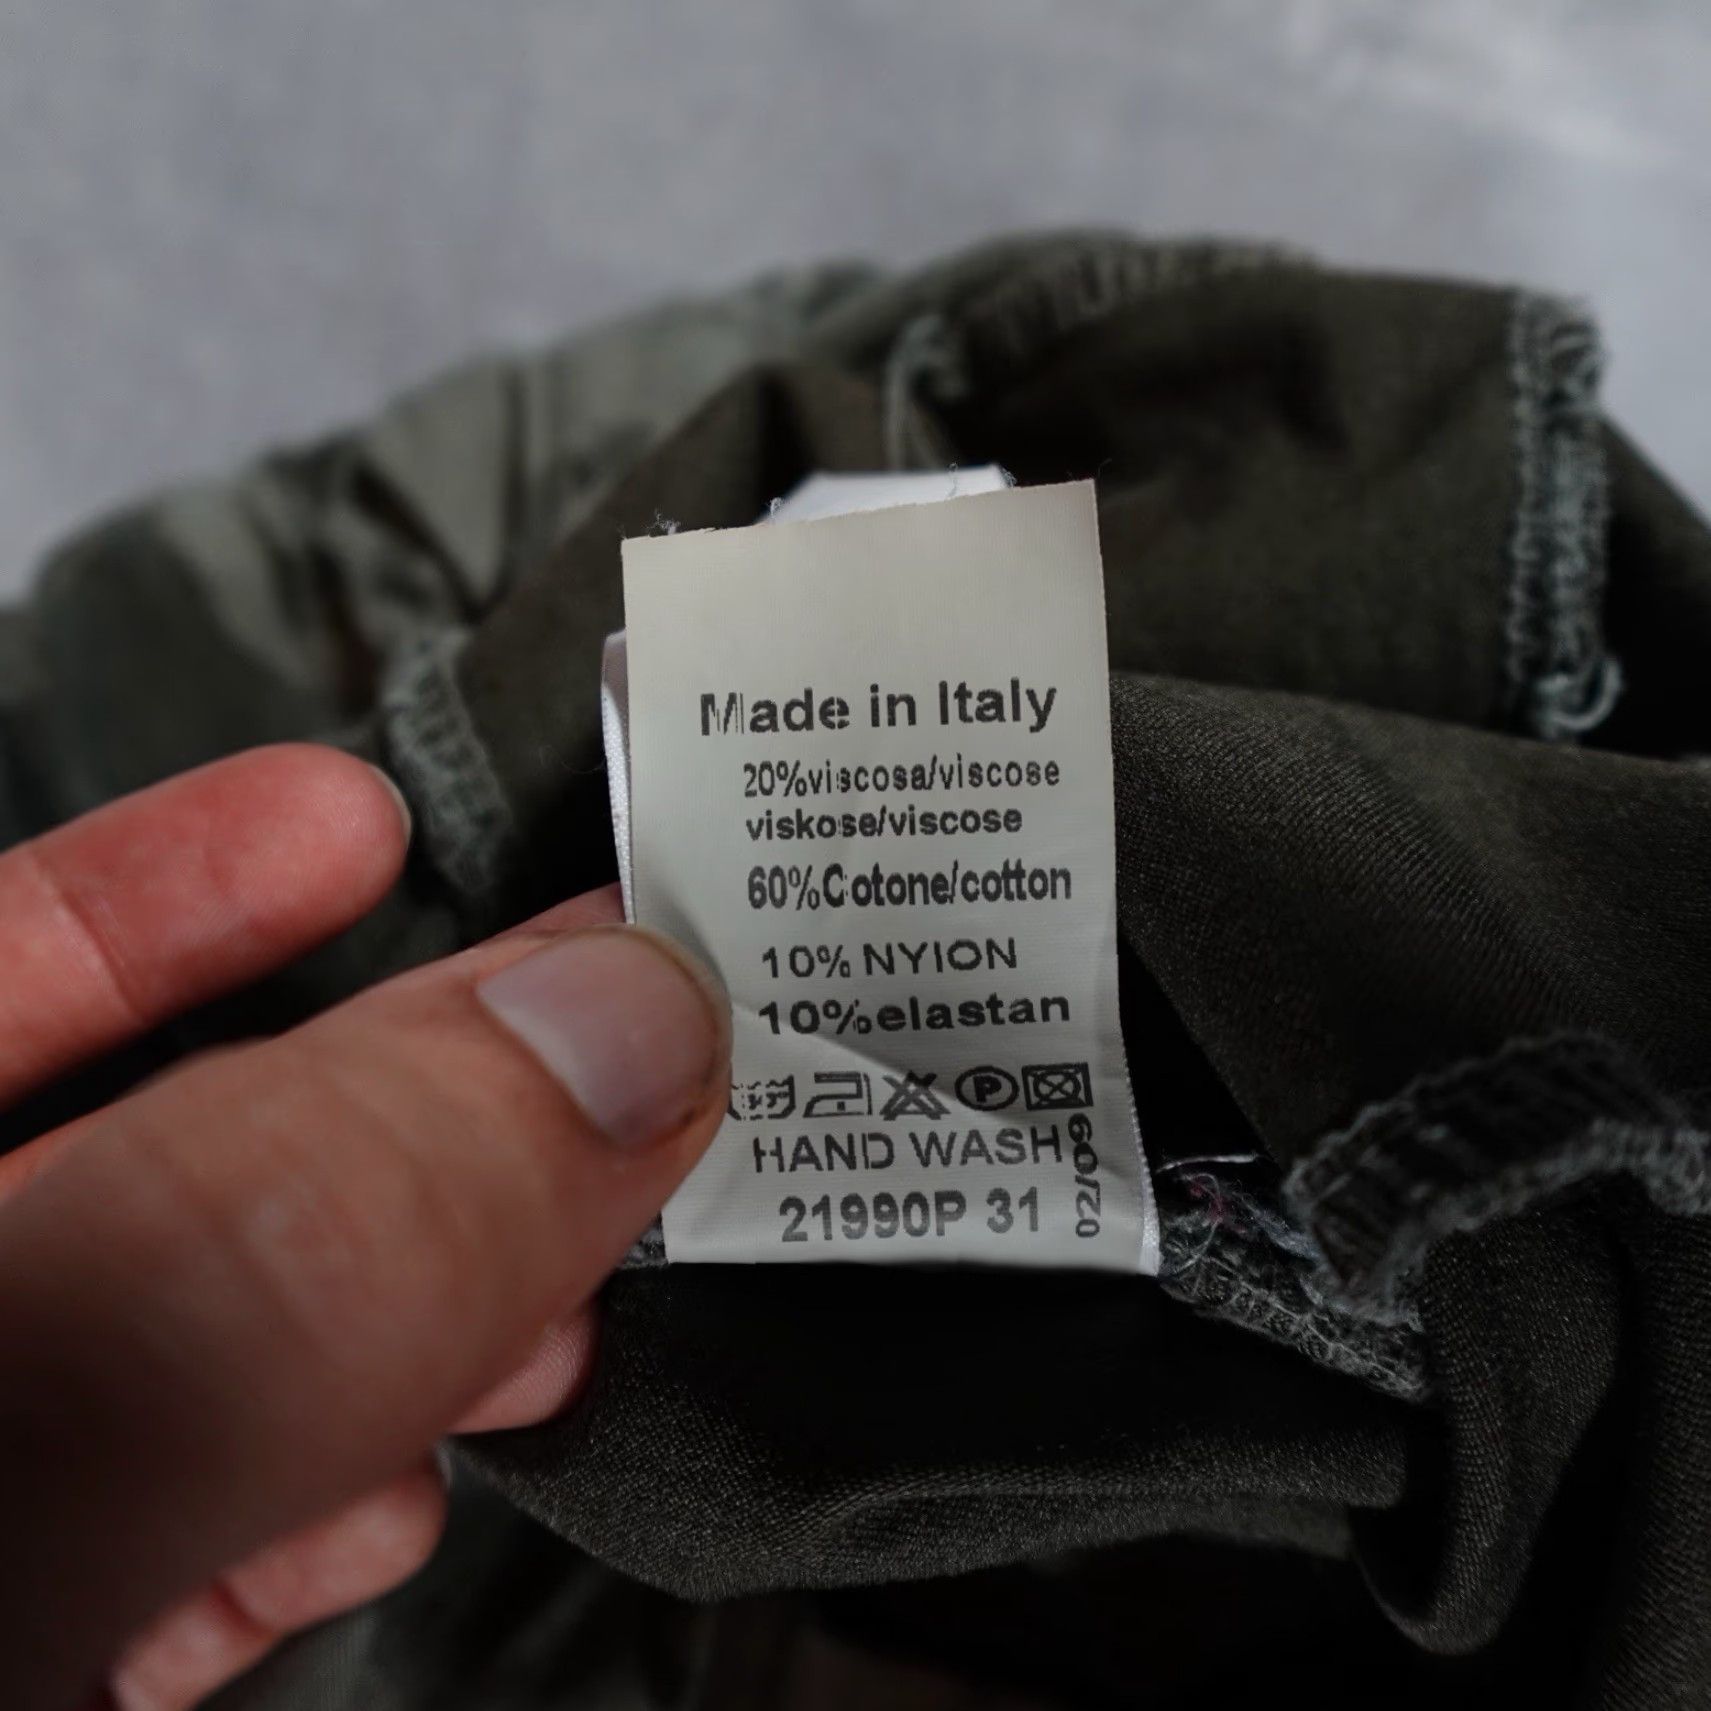 Made in Italy
20%viscosa/viscose
viskose/viscose
60%Cotone/cotton
10% NYION
10%elastan
P
HAND WASH
21990P 31
02/09